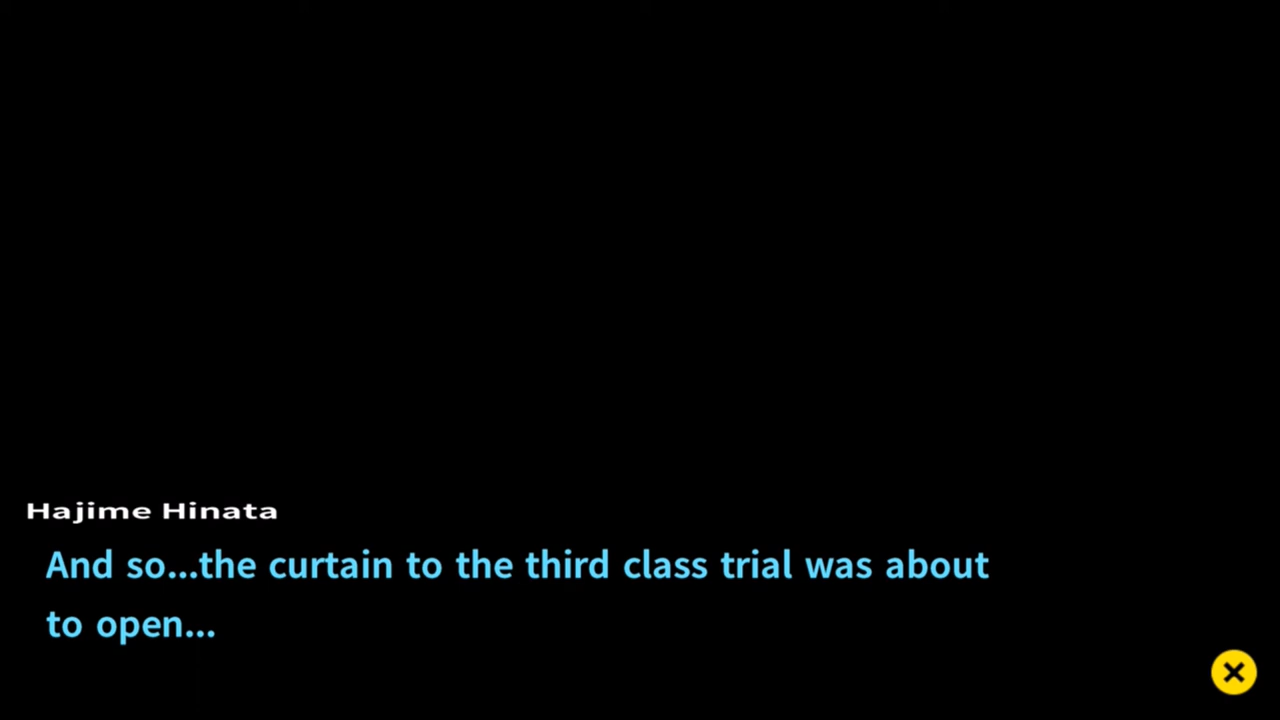 Hajime Hinata
And so...the curtain to the third class trial was about
to open...